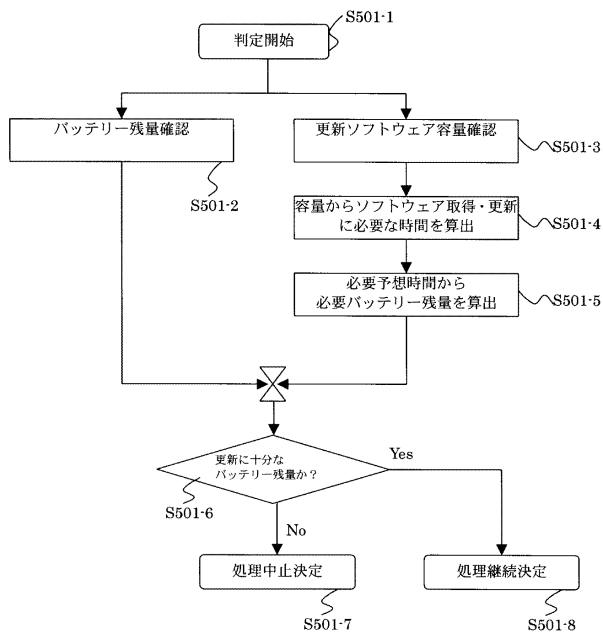 S501-1
判定開始
バッテリー残量確認
S501-2
更新ソフトウェア容量確認
S501-3
容量からソフトウェア取得・更新
に必要な時間を算出
S501-4
必要予想時間から
必要バッテリー残量を算出
S501-5
更新に十分な
バッテリー残量か？
S501-6
Yes
No
処理中止決定
S501-7
処理継続決定
S501-8